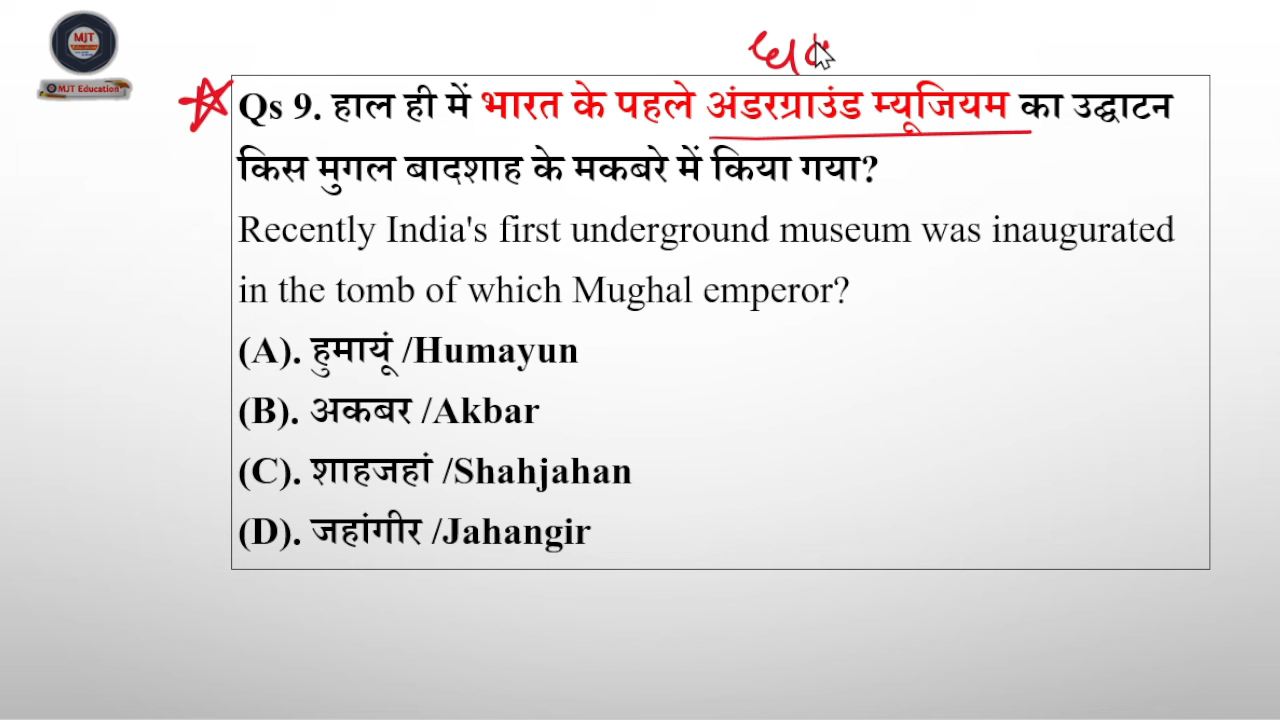 MJT
MJT Education
Qs 9. हाल ही में भारत के पहले अंडरग्राउंड म्यूजियम का उद्घाटन
किस मुगल बादशाह के मकबरे में किया गया?
Recently India's first underground museum was inaugurated
in the tomb of which Mughal emperor?
(A). हुमायूं /Humayun
(B). अकबर /Akbar
(C). शाहजहां /Shahjahan
(D). जहांगीर /Jahangir